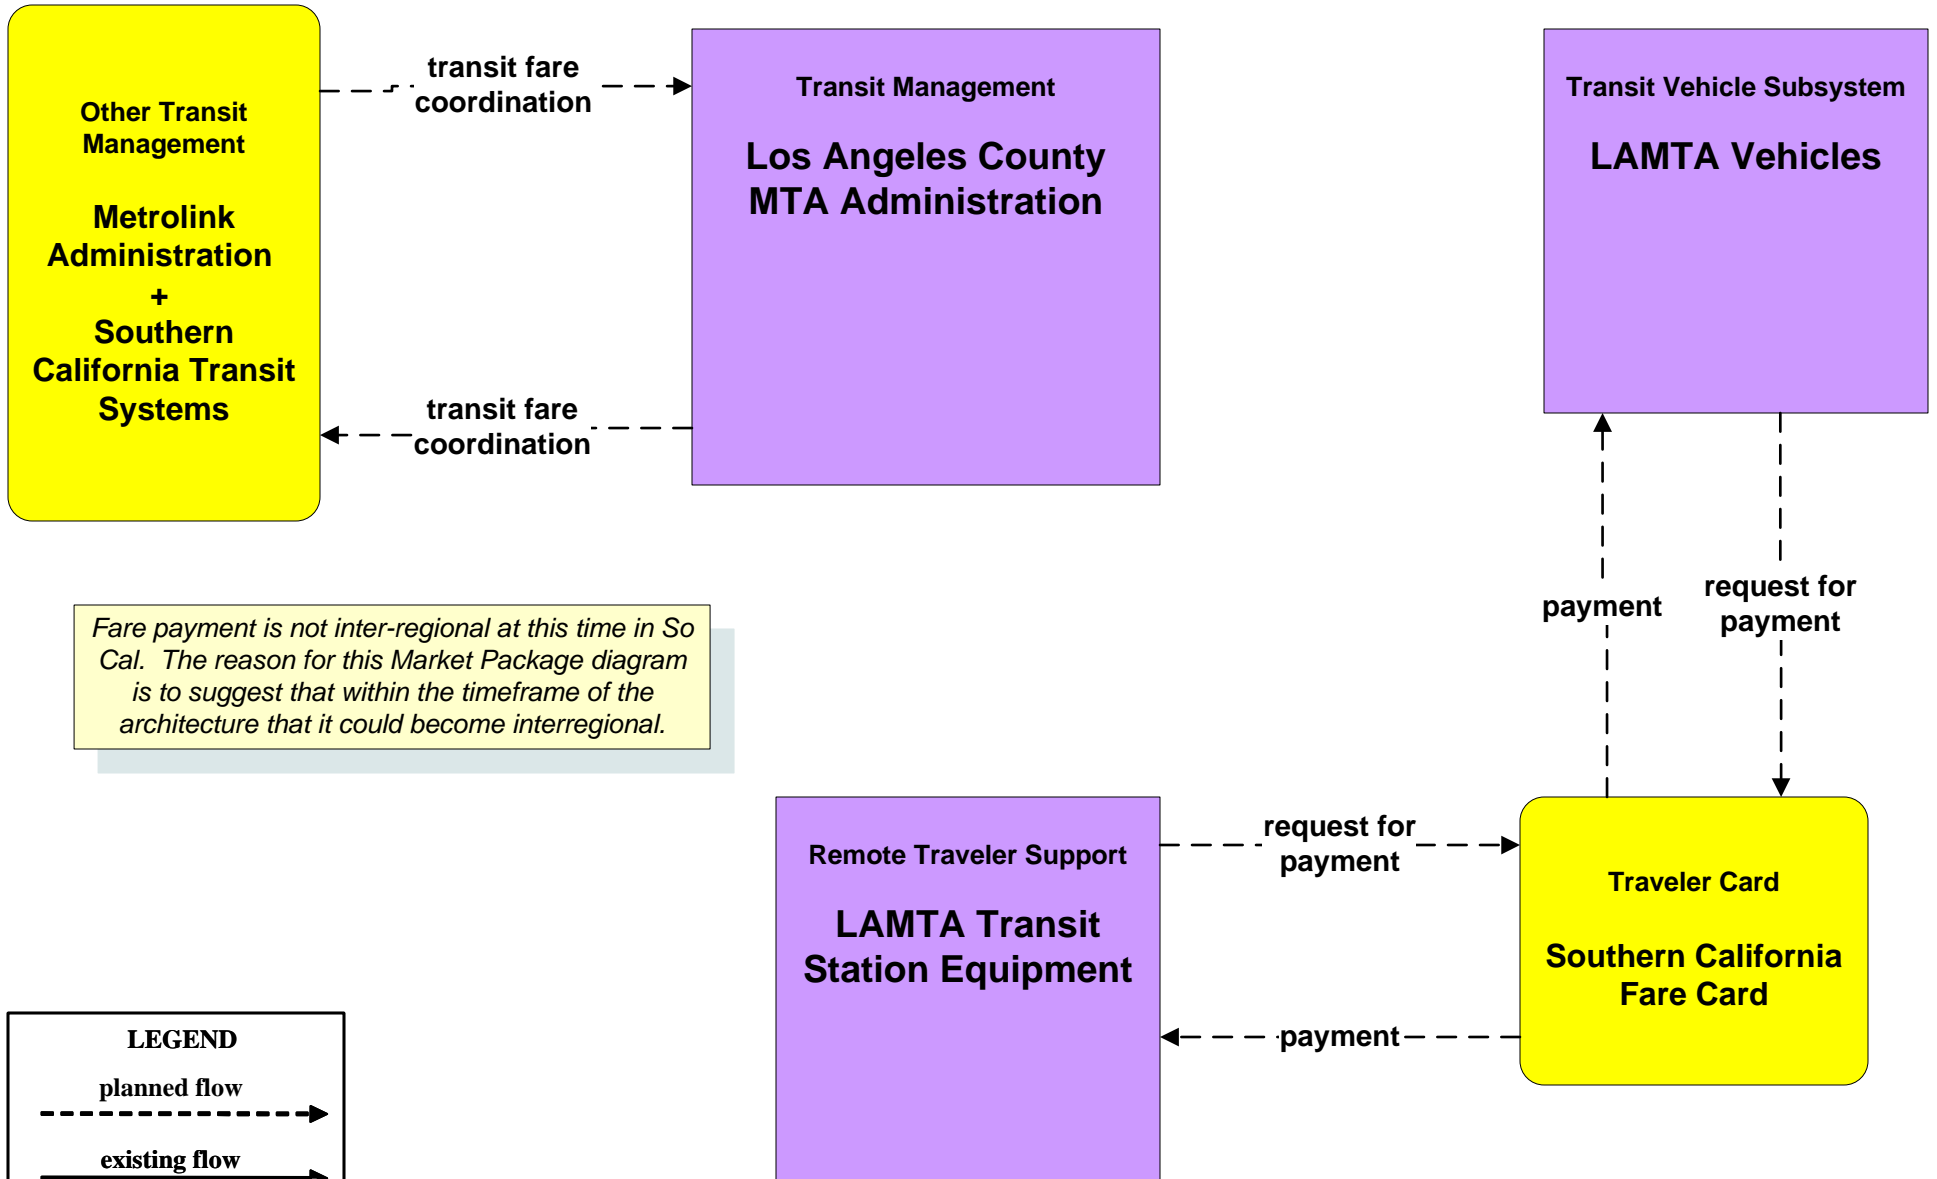 Other Transit
Management
Metrolink
Administration
+
Southern
California Transit
Systems
transit fare
coordination
transit fare
coordination
Transit Management
Los Angeles County
MTA Administration
Transit Vehicle Subsystem
LAMTA Vehicles
payment
request for
payment
Fare payment is not inter-regional at this time in So
Cal. The reason for this Market Package diagram
is to suggest that within the timeframe of the
architecture that it could become interregional.
Remote Traveler Support
LAMTA Transit
Station Equipment
request for
payment
payment
Traveler Card
Southern California
Fare Card
LEGEND
planned flow
existing flow